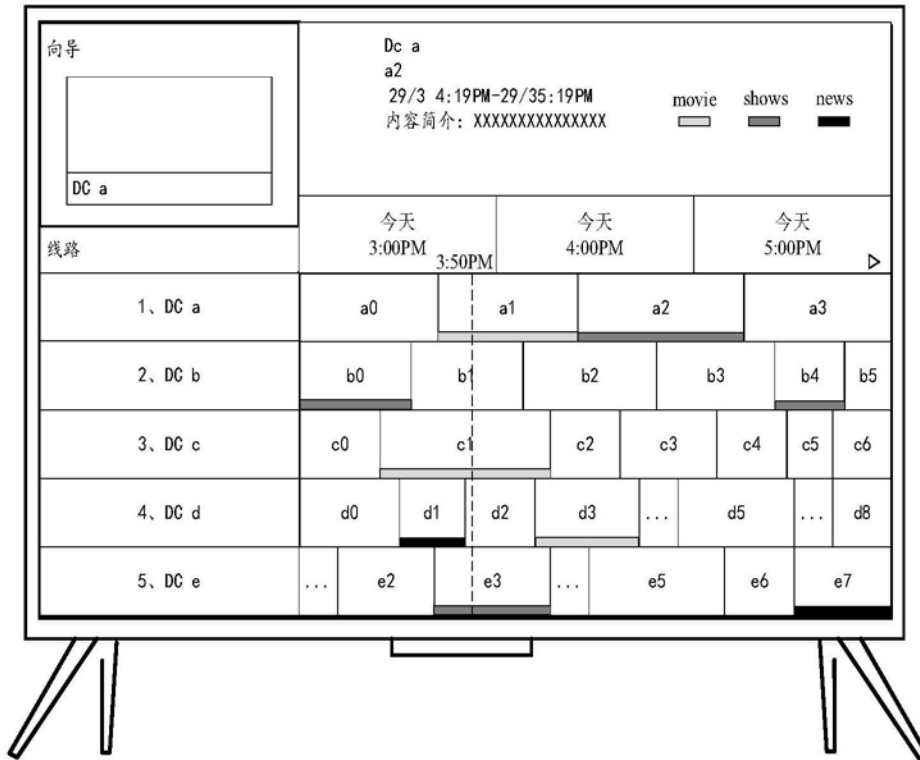 向导
DC a
Dc a
a2
29/3 4:19PM-29/35:19PM
内容简介: XXXXXXXXXXXXXXX
movie shows news
线路
今天 今天 今天
3:00PM 4:00PM 5:00PM
3:50PM
1、DC a a0 a1 a2 a3
2、DC b b0 b1 b2 b3 b4 b5
3、DC c c0 c1 c2 c3 c4 c5 c6
4、DC d d0 d1 d2 d3 ... d5 ... d8
5、DC e ... e2 e3 ... e5 e6 e7